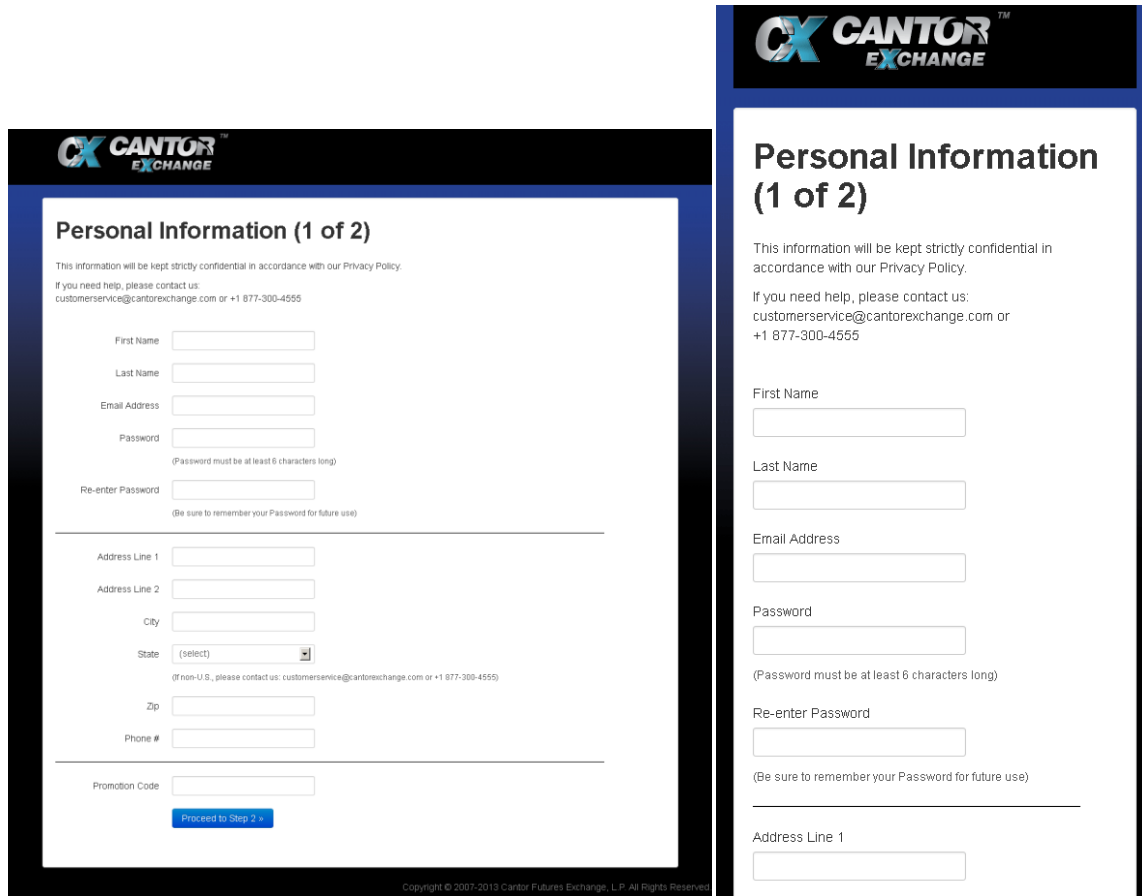 CX CANTOR EXCHANGE TM
Personal Information (1 of 2)
This information will be kept strictly confidential in accordance with our Privacy Policy.
If you need help, please contact us:
customerservice@cantorexchange.com or +1 877-300-4555
First Name
Last Name
Email Address
Password
(Password must be at least 6 characters long)
Re-enter Password
(Be sure to remember your Password for future use)
Address Line 1
Address Line 2
City
State (select)
(If non-U.S., please contact us: customerservice@cantorexchange.com or +1 877-300-4555)
Zip
Phone #
Promotion Code
Proceed to Step 2 »
Copyright © 2007-2013 Cantor Futures Exchange, L.P. All Rights Reserved.
CX CANTOR TM
EXCHANGE
Personal Information
(1 of 2)
This information will be kept strictly confidential in
accordance with our Privacy Policy.
If you need help, please contact us:
customerservice@cantorexchange.com or
+1 877-300-4555
First Name
Last Name
Email Address
Password
(Password must be at least 6 characters long)
Re-enter Password
(Be sure to remember your Password for future use)
Address Line 1